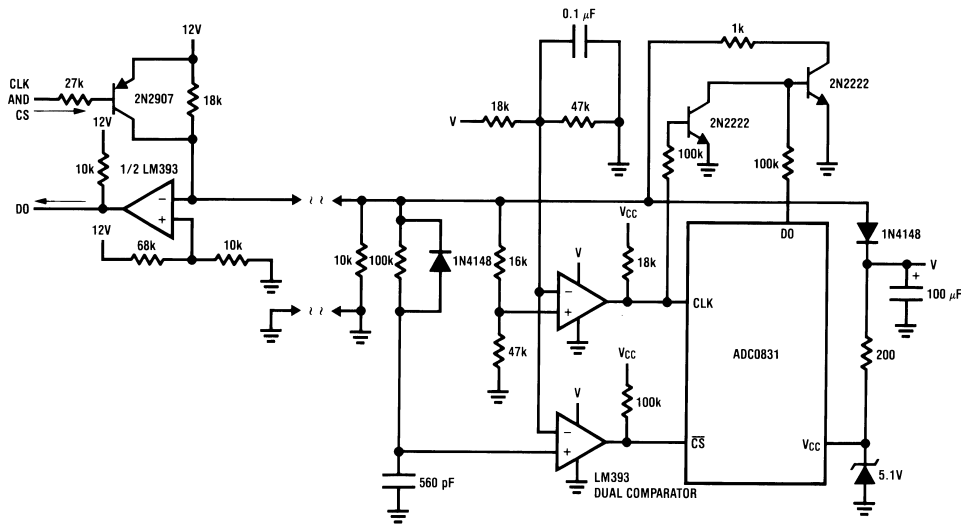 0.1 µF
1k
12V
CLK
AND
CS
27k
2N2907
18k
12V
10k
1/2 LM393
DO
−
+
12V
68k
10k
V
18k
47k
2N2222
2N2222
100k
100k
10k
100k
1N4148
16k
47k
VCC
18k
V
−
+
CLK
DO
ADC0831
1N4148
V
+
100 µF
200
VCC
100k
V
−
+
CS
VCC
5.1V
560 pF
LM393
DUAL COMPARATOR